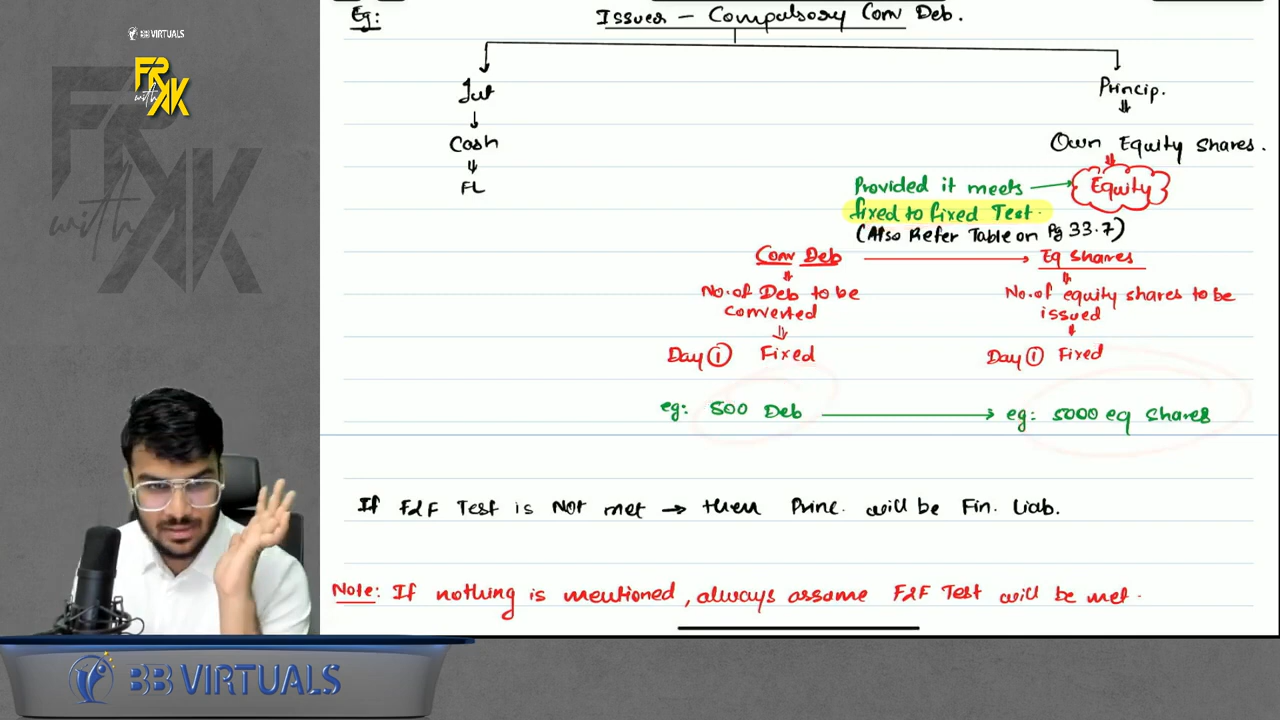 BB VIRTUALS
FR
with AK
FR
with AK
Eg:
Issuer – Compulsory Conv Deb.
Int
Cash
FL
Princip.
Own Equity Shares.
Equity
Provided it meets
fixed to fixed Test.
(Also Refer Table on Pg 33.7)
Conv Deb
Eq Shares
No. of Deb to be
converted
No. of equity shares to be
issued
Day ① Fixed
Day ① Fixed
eg: 500 Deb
eg: 5000 eq Shares
If F2F Test is Not met → then Princ. will be Fin. Liab.
Note: If nothing is mentioned, always assume F2F Test will be met.
BB VIRTUALS